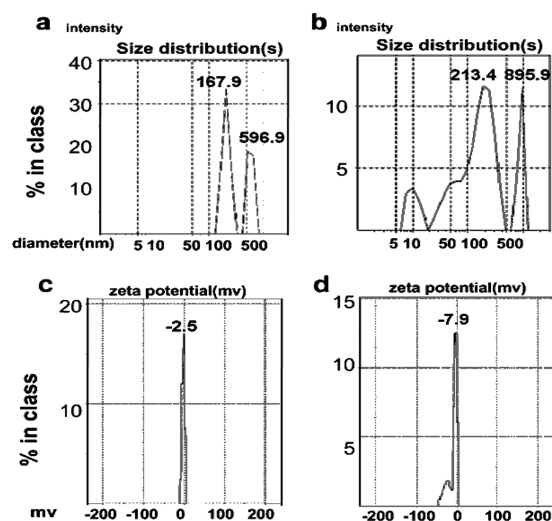 a intensity
Size distribution(s)
40
167.9
30
596.9
20
10
% in class
diameter(nm) 5 10 50 100 500
b intensity
Size distribution(s)
213.4 895.9
10
5
5 10 50 100 500
c
zeta potential(mv)
20
-2.5
10
% in class
mv -200 -100 0 100 200
d
zeta potential(mv)
15
-7.9
10
5
-200 -100 0 100 200